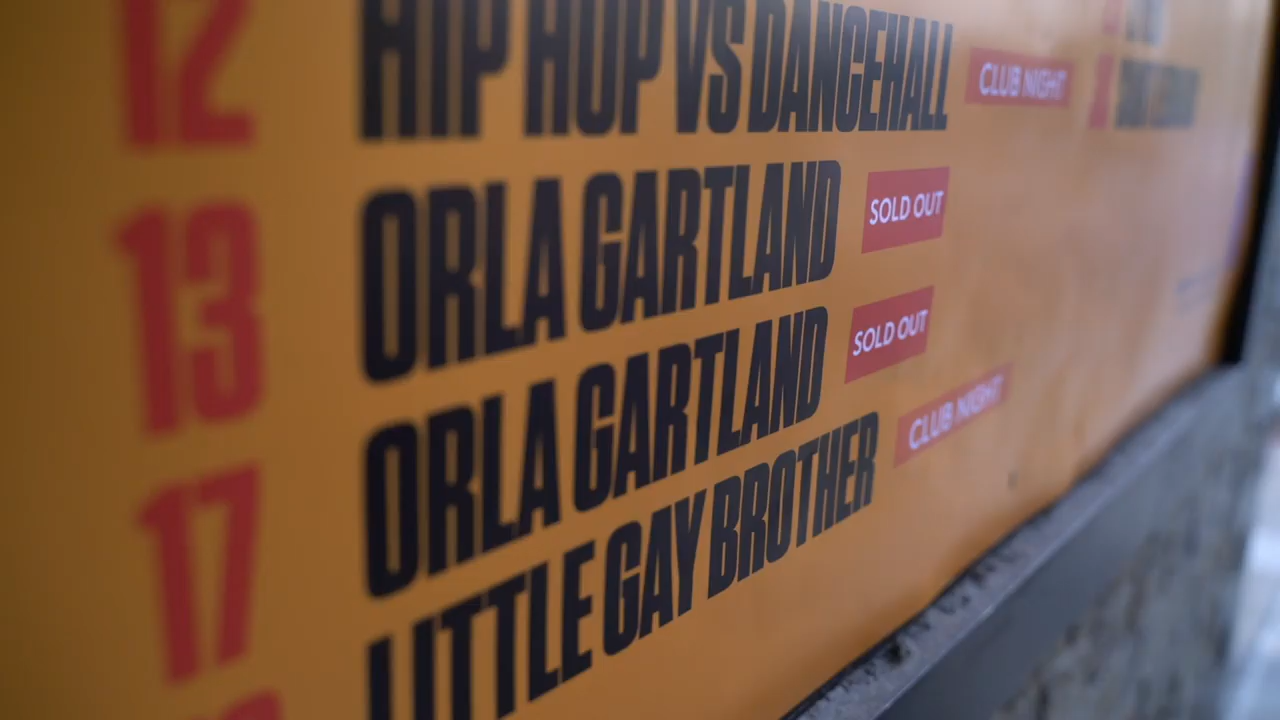 12 HIP HOP VS DANCEHALL CLUB NIGHT
13 ORLA GARTLAND SOLD OUT
17 ORLA GARTLAND SOLD OUT
LITTLE GAY BROTHER CLUB NIGHT